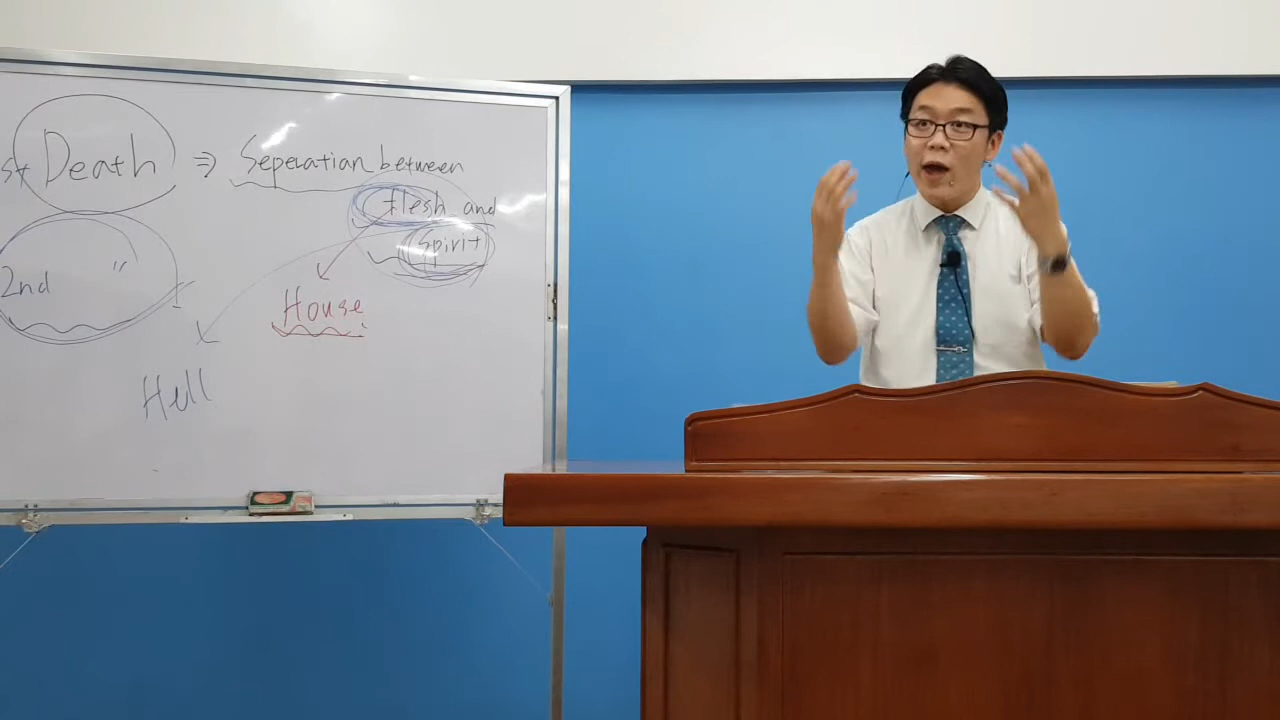 st Death ⇒ Seperation between
flesh and
spirit
2nd "
House
Hell